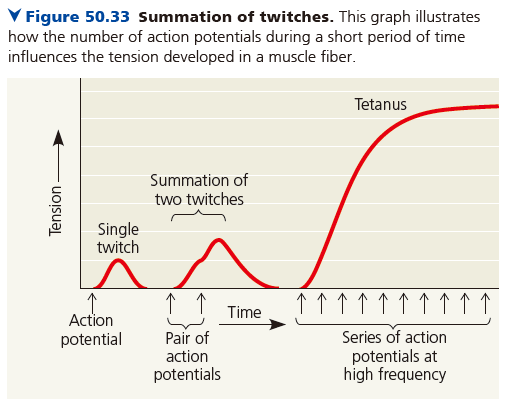 Figure 50.33 Summation of twitches. This graph illustrates
how the number of action potentials during a short period of time
influences the tension developed in a muscle fiber.
Tetanus
Summation of
two twitches
Single
twitch
Tension
Time
Action
potential
Pair of
action
potentials
Series of action
potentials at
high frequency